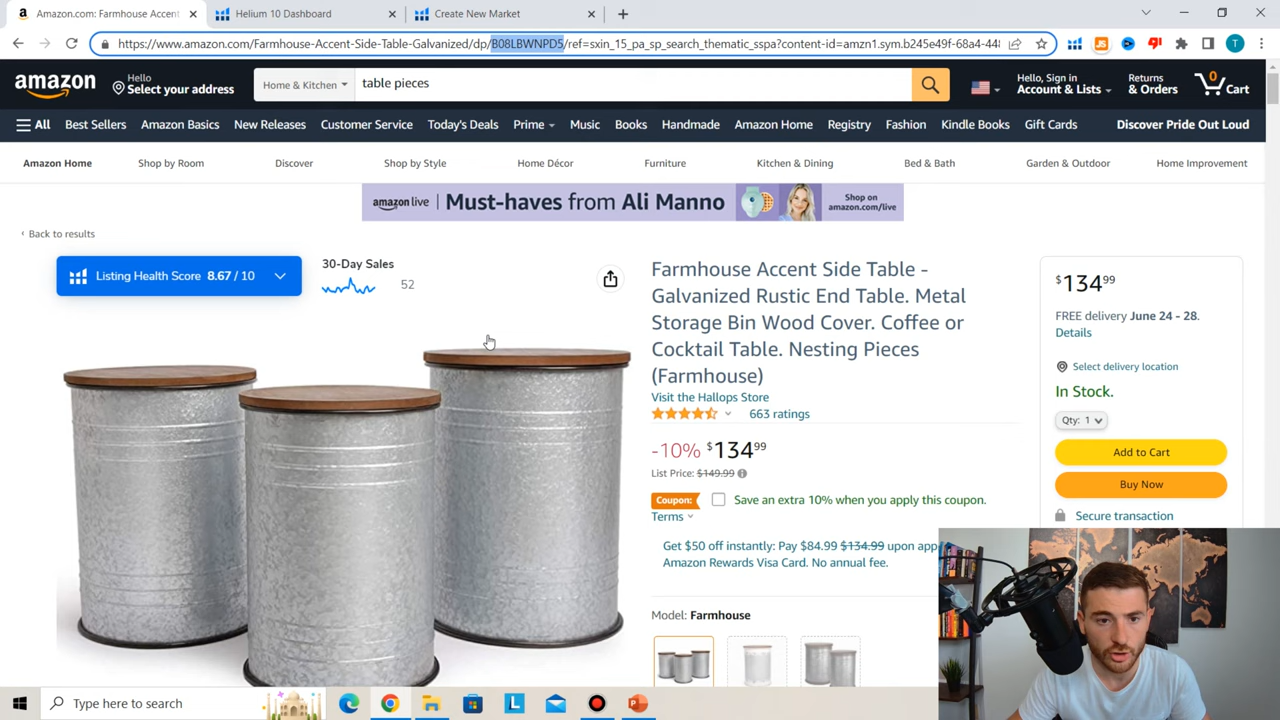 Amazon.com: Farmhouse Accent
Helium 10 Dashboard
Create New Market
https://www.amazon.com/Farmhouse-Accent-Side-Table-Galvanized/dp/B08LBWNPD5/ref=sxin_15_pa_sp_search_thematic_sspa?content-id=amzn1.sym.b245e49f-68a4-44
T
amazon
Hello
Select your address
Home & Kitchen
table pieces
Hello, Sign in
Account & Lists
Returns
& Orders
0
Cart
All
Best Sellers
Amazon Basics
New Releases
Customer Service
Today's Deals
Prime
Music
Books
Handmade
Amazon Home
Registry
Fashion
Kindle Books
Gift Cards
Discover Pride Out Loud
Amazon Home
Shop by Room
Discover
Shop by Style
Home Décor
Furniture
Kitchen & Dining
Bed & Bath
Garden & Outdoor
Home Improvement
amazon live
Must-haves from Ali Manno
Shop on
amazon.com/live
‹ Back to results
Listing Health Score 8.67 / 10
30-Day Sales
52
Farmhouse Accent Side Table -
Galvanized Rustic End Table. Metal
Storage Bin Wood Cover. Coffee or
Cocktail Table. Nesting Pieces
(Farmhouse)
Visit the Hallops Store
663 ratings
-10% $134.99
List Price: $149.99
Coupon: Save an extra 10% when you apply this coupon.
Terms
Get $50 off instantly: Pay $84.99 $134.99 upon app
Amazon Rewards Visa Card. No annual fee.
Model: Farmhouse
$134.99
FREE delivery June 24 - 28.
Details
Select delivery location
In Stock.
Qty: 1
Add to Cart
Buy Now
Secure transaction
Type here to search
L